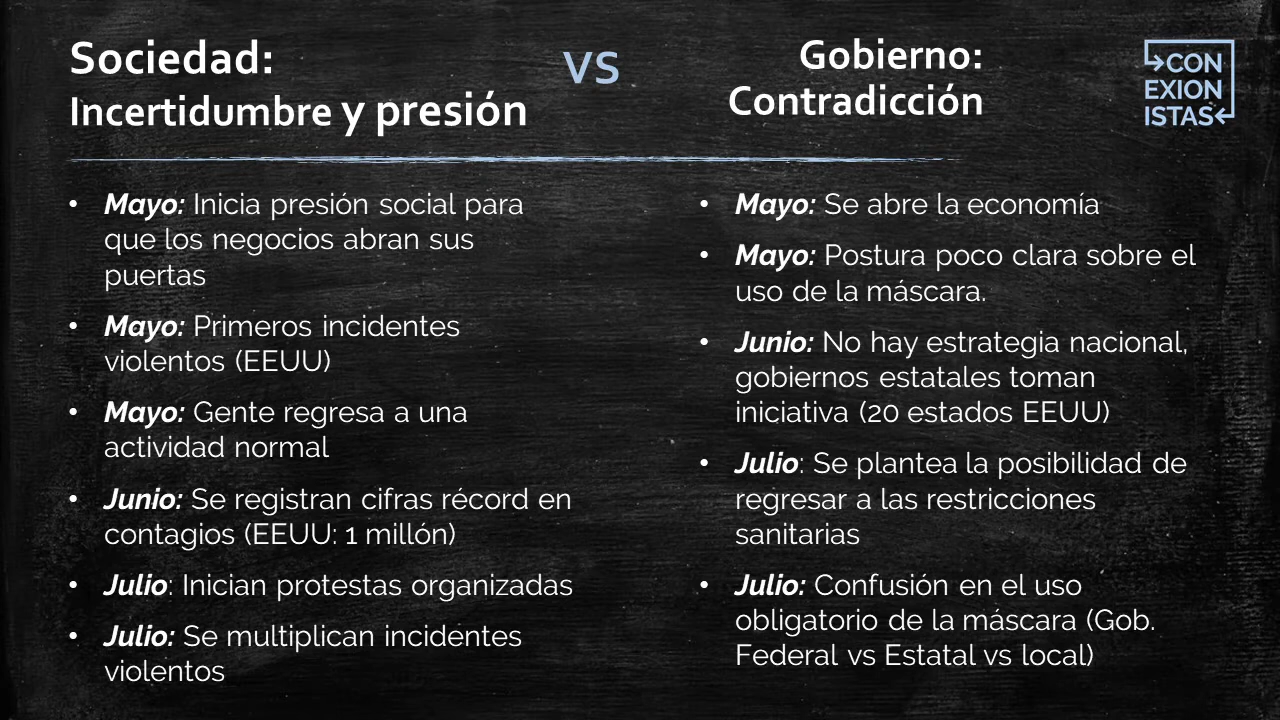 Sociedad:
Incertidumbre y presión
VS
Gobierno:
Contradicción
CON
EXION
ISTAS
• Mayo: Inicia presión social para
que los negocios abran sus
puertas
• Mayo: Primeros incidentes
violentos (EEUU)
• Mayo: Gente regresa a una
actividad normal
• Junio: Se registran cifras récord en
contagios (EEUU: 1 millón)
• Julio: Inician protestas organizadas
• Julio: Se multiplican incidentes
violentos
• Mayo: Se abre la economía
• Mayo: Postura poco clara sobre el
uso de la máscara.
• Junio: No hay estrategia nacional,
gobiernos estatales toman
iniciativa (20 estados EEUU)
• Julio: Se plantea la posibilidad de
regresar a las restricciones
sanitarias
• Julio: Confusión en el uso
obligatorio de la máscara (Gob.
Federal vs Estatal vs local)